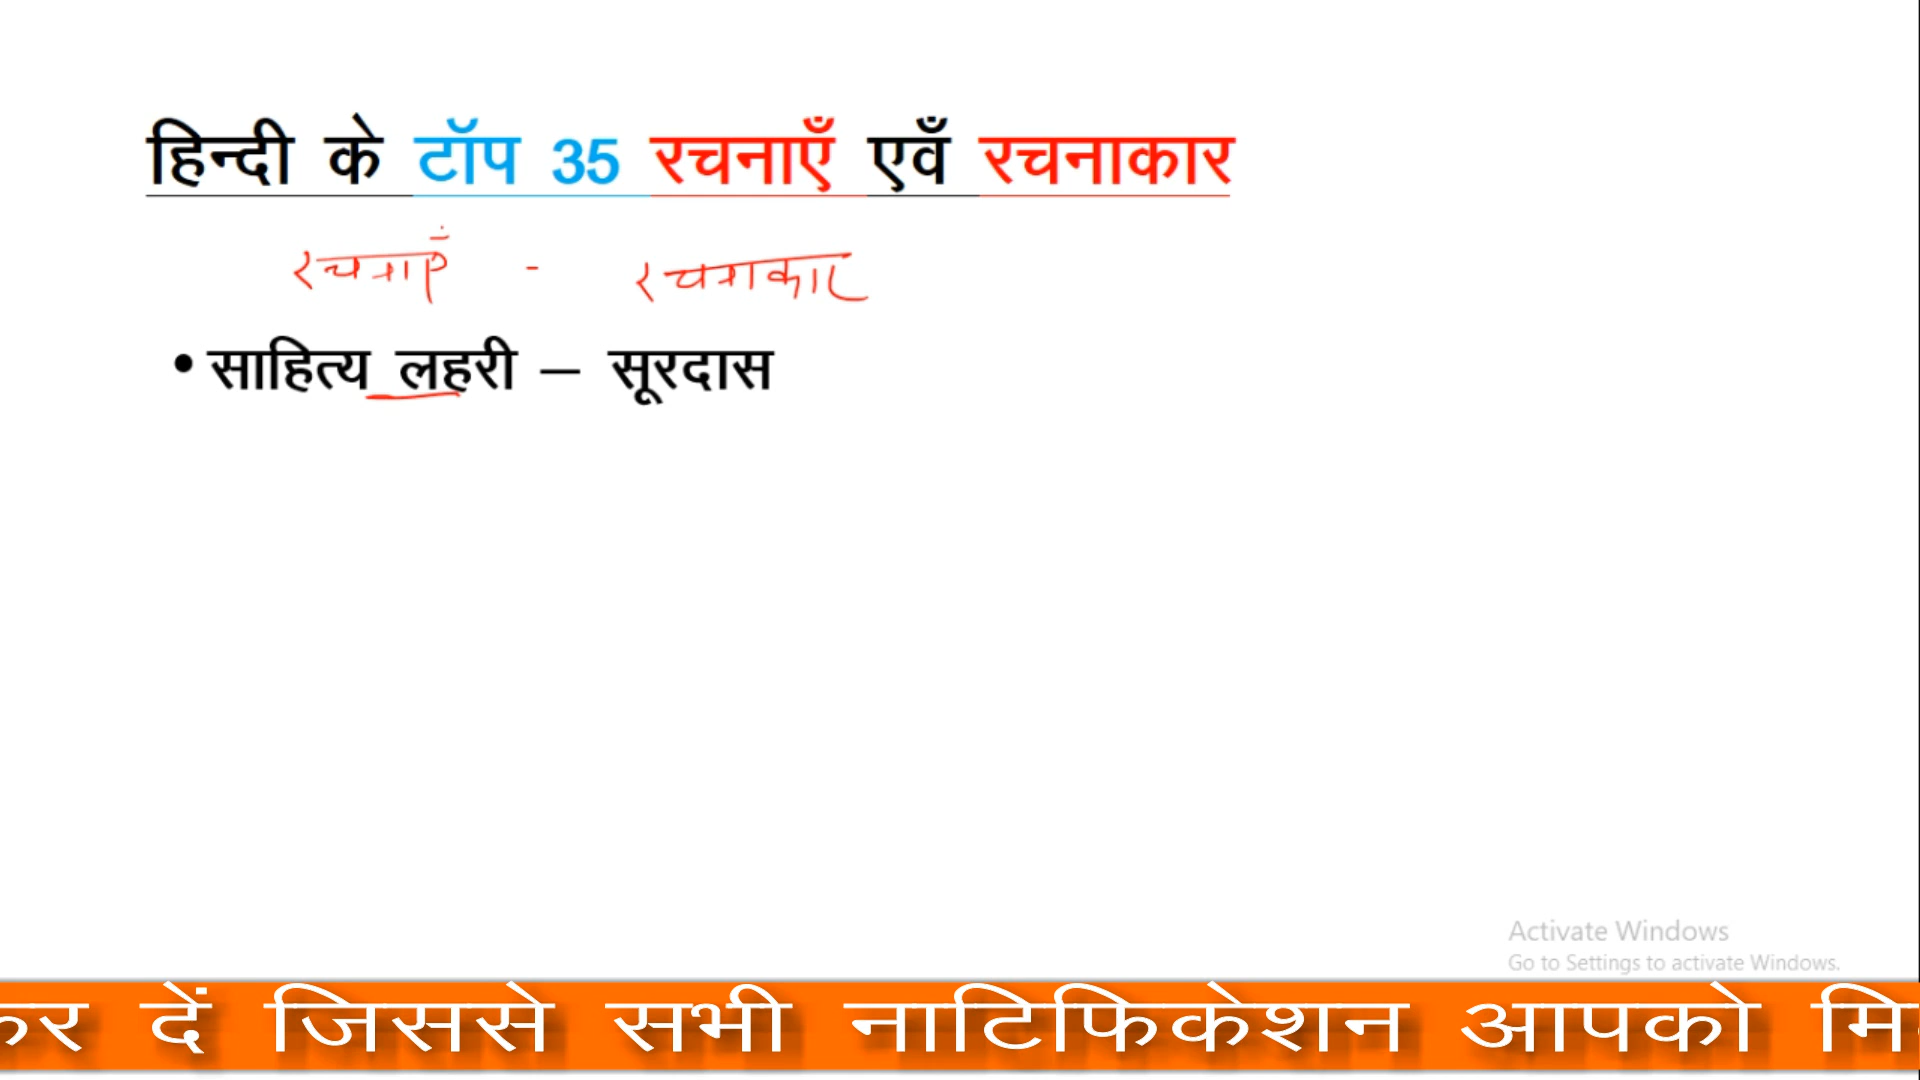 हिन्दी के टॉप 35 रचनाएँ एवँ रचनाकार
रचनाएं - रचनाकार
• साहित्य लहरी – सूरदास
Activate Windows
Go to Settings to activate Windows.
कर दें जिससे सभी नाटिफिकेशन आपको